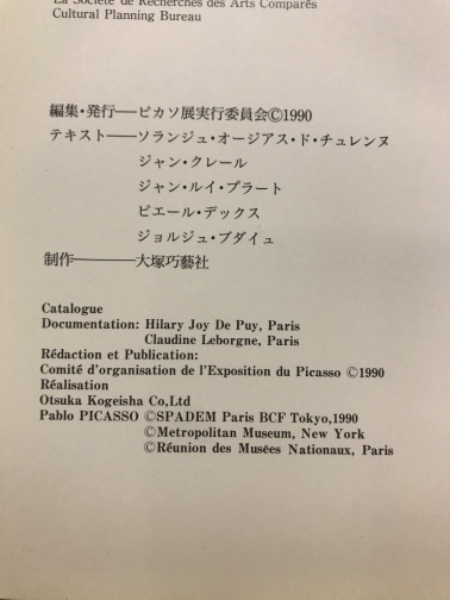 La Société de Recherches des Arts Comparés
Cultural Planning Bureau
編集・発行―ピカソ展実行委員会©1990
テキスト――ソランジュ・オージアス・ド・チュレンヌ
ジャン・クレール
ジャン・ルイ・プラート
ピエール・デックス
ジョルジュ・ブダイュ
制作―――大塚巧藝社
Catalogue
Documentation: Hilary Joy De Puy, Paris
Claudine Leborgne, Paris
Rédaction et Publication:
Comité d'organisation de l'Exposition du Picasso ©1990
Réalisation
Otsuka Kogeisha Co,Ltd
Pablo PICASSO ©SPADEM Paris BCF Tokyo,1990
©Metropolitan Museum, New York
©Réunion des Musées Nationaux, Paris